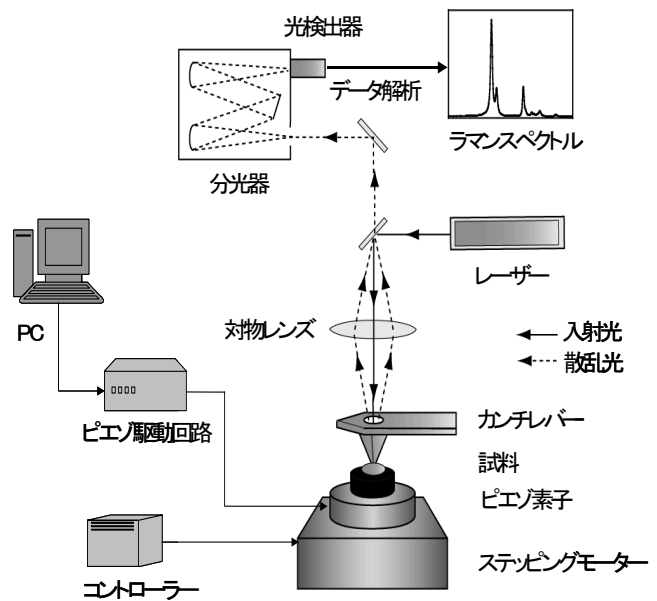 光検出器
データ解析
ラマンスペクトル
分光器
レーザー
PC
対物レンズ
入射光
散乱光
カンチレバー
ピエゾ駆動回路
試料
ピエゾ素子
ステッピングモーター
コントローラー